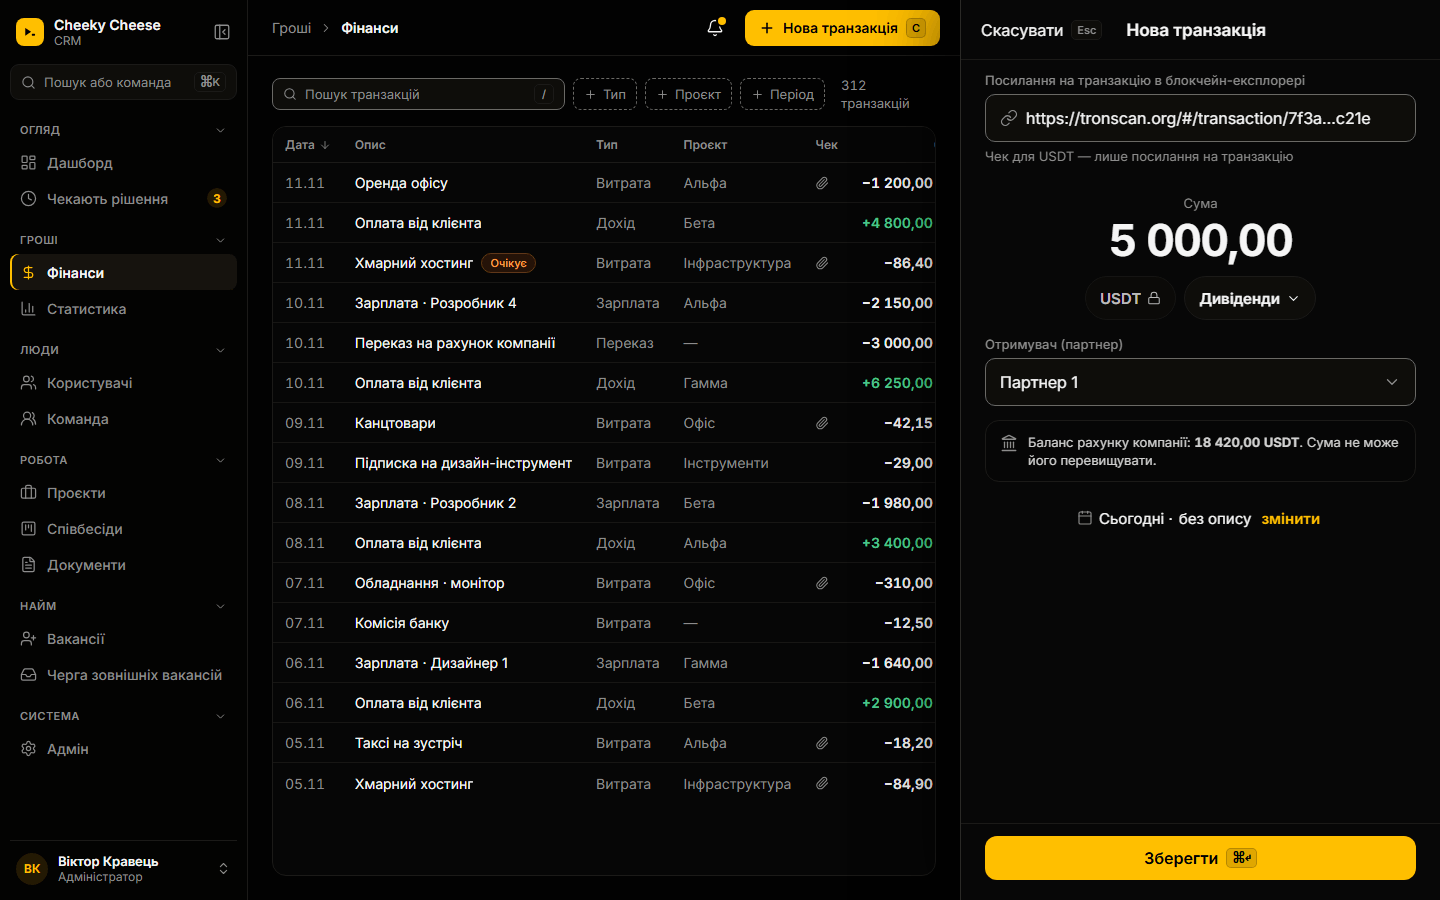 Cheeky Cheese
CRM
Пошук або команда ⌘K
ОГЛЯД
Дашборд
Чекають рішення 3
ГРОШІ
Фінанси
Статистика
ЛЮДИ
Користувачі
Команда
РОБОТА
Проєкти
Співбесіди
Документи
НАЙМ
Вакансії
Черга зовнішніх вакансій
СИСТЕМА
Адмін
ВК Віктор Кравець
Адміністратор
Гроші > Фінанси
+ Нова транзакція C
Пошук транзакцій /
+ Тип
+ Проєкт
+ Період
312 транзакцій
Дата ↓ Опис Тип Проєкт Чек
11.11 Оренда офісу Витрата Альфа −1 200,00
11.11 Оплата від клієнта Дохід Бета +4 800,00
11.11 Хмарний хостинг Очікує Витрата Інфраструктура −86,40
10.11 Зарплата · Розробник 4 Зарплата Альфа −2 150,00
10.11 Переказ на рахунок компанії Переказ — −3 000,00
10.11 Оплата від клієнта Дохід Гамма +6 250,00
09.11 Канцтовари Витрата Офіс −42,15
09.11 Підписка на дизайн-інструмент Витрата Інструменти −29,00
08.11 Зарплата · Розробник 2 Зарплата Бета −1 980,00
08.11 Оплата від клієнта Дохід Альфа +3 400,00
07.11 Обладнання · монітор Витрата Офіс −310,00
07.11 Комісія банку Витрата — −12,50
06.11 Зарплата · Дизайнер 1 Зарплата Гамма −1 640,00
06.11 Оплата від клієнта Дохід Бета +2 900,00
05.11 Таксі на зустріч Витрата Альфа −18,20
05.11 Хмарний хостинг Витрата Інфраструктура −84,90
Скасувати Esc Нова транзакція
Посилання на транзакцію в блокчейн-експлорері
https://tronscan.org/#/transaction/7f3a…c21e
Чек для USDT — лише посилання на транзакцію
Сума
5 000,00
USDT Дивіденди
Отримувач (партнер)
Партнер 1
Баланс рахунку компанії: 18 420,00 USDT. Сума не може
його перевищувати.
Сьогодні · без опису змінити
Зберегти ⌘↵